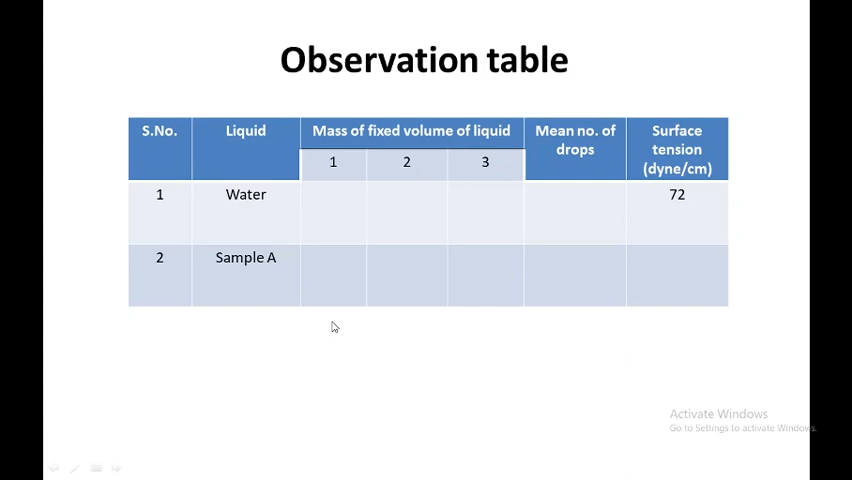 Observation table
S.No.
Liquid
Mass of fixed volume of liquid
Mean no. of
drops
Surface
tension
(dyne/cm)
1
2
3
1
Water
72
2
Sample A
Activate Windows
Go to Settings to activate Windows.